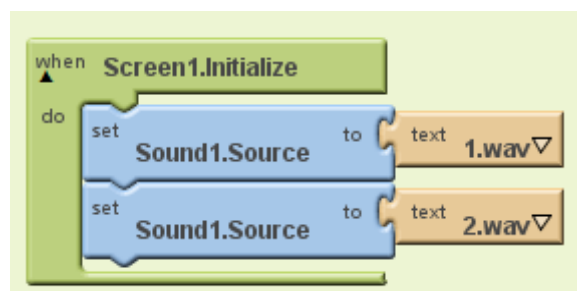 when Screen1.Initialize
do
set Sound1.Source to text 1.wav
set Sound1.Source to text 2.wav